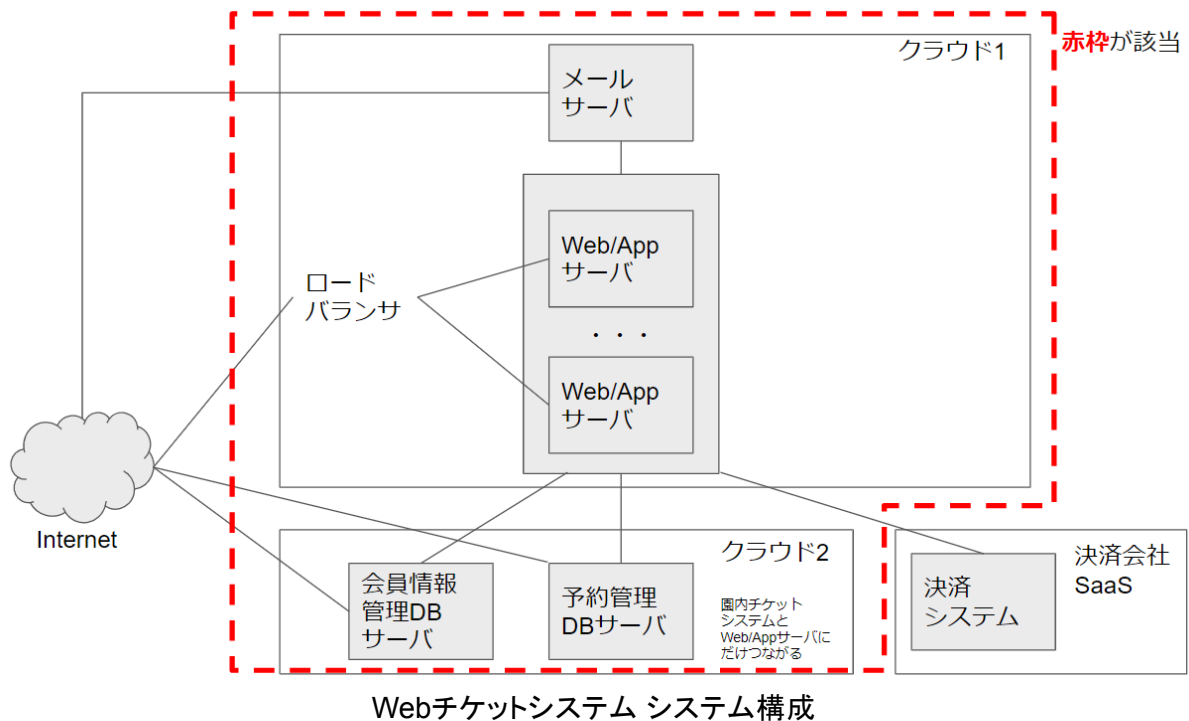 クラウド1
赤枠が該当
メール
サーバ
Web/App
サーバ
ロード
バランサ
・・・
Web/App
サーバ
Internet
クラウド2
会員情報
管理DB
サーバ
予約管理
DBサーバ
園内チケット
システムと
Web/Appサーバに
だけつながる
決済
システム
決済会社
SaaS
Webチケットシステム システム構成